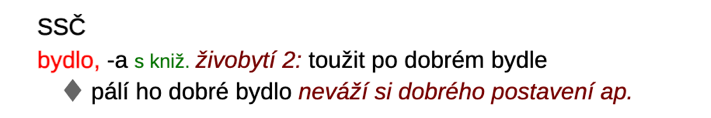 SSČ
bydlo, -a s kniž. živobytí 2: toužit po dobrém bydle
♦ pálí ho dobré bydlo neváží si dobrého postavení ap.